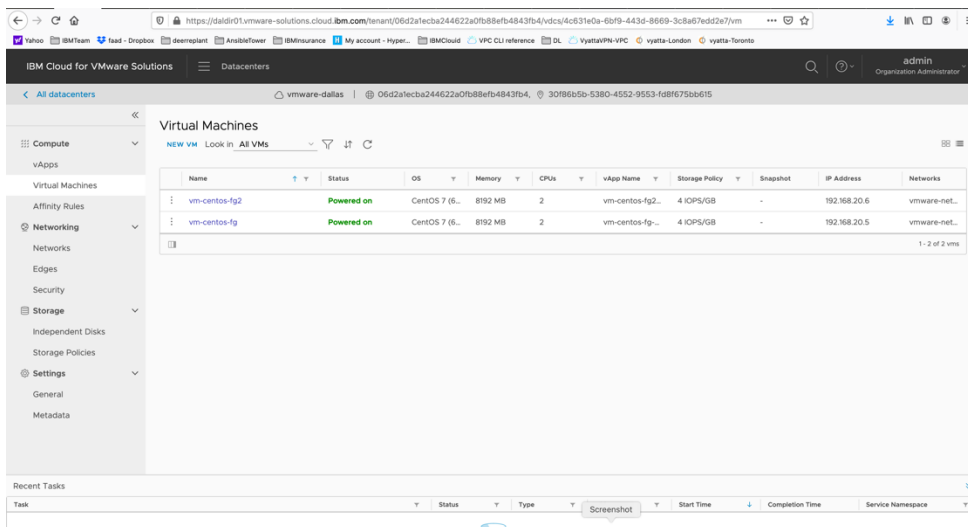 https://daldir01.vmware-solutions.cloud.ibm.com/tenant/06d2a1ecba244622a0fb88efb4843fb4/vdcs/4c631e0a-6bf9-443d-8669-3c8a67edd2e7/vm
Yahoo IBMTeam faad - Dropbox deerreplant AnsibleTower IBMInsurance My account - Hyper... IBMClouid VPC CLI reference DL VyattaVPN-VPC vyatta-London vyatta-Toronto
IBM Cloud for VMware Solutions Datacenters admin
Organization Administrator
All datacenters vmware-dallas | 06d2a1ecba244622a0fb88efb4843fb4, 30f86b5b-5380-4552-9553-fd8f675bb615
Virtual Machines
NEW VM Look in All VMs
Compute
vApps
Virtual Machines
Affinity Rules
Networking
Networks
Edges
Security
Storage
Independent Disks
Storage Policies
Settings
General
Metadata
Name Status OS Memory CPUs vApp Name Storage Policy Snapshot IP Address Networks
vm-centos-fg2 Powered on CentOS 7 (6... 8192 MB 2 vm-centos-fg2... 4 IOPS/GB - 192.168.20.6 vmware-net...
vm-centos-fg Powered on CentOS 7 (6... 8192 MB 2 vm-centos-fg-... 4 IOPS/GB - 192.168.20.5 vmware-net...
1 - 2 of 2 vms
Recent Tasks
Task Status Type Start Time Completion Time Service Namespace
Screenshot